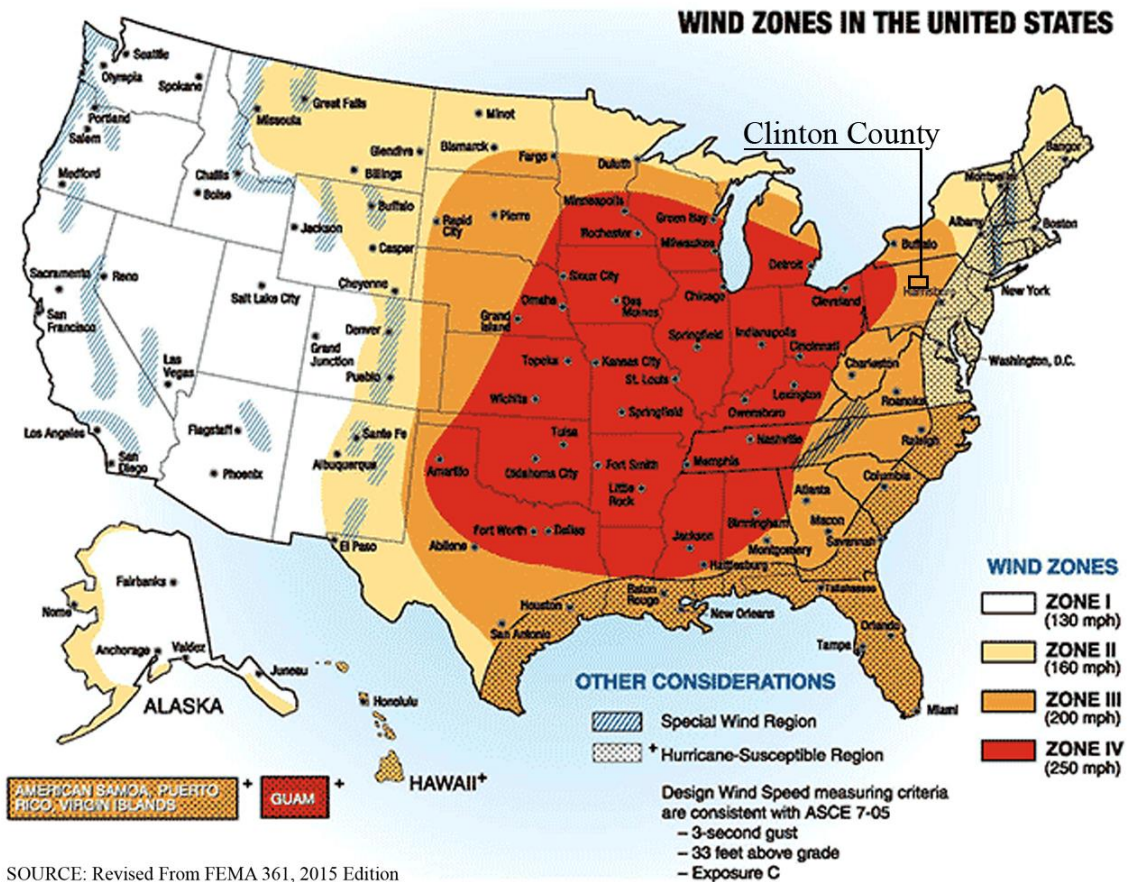 WIND ZONES IN THE UNITED STATES
Clinton County
Seattle
Olympia
Spokane
Portland
Salem
Medford
Missoula
Great Falls
Challis
Boise
Glendive
Billings
Minot
Bismarck
Fargo
Duluth
Buffalo
Jackson
Casper
Cheyenne
Rapid
City
Pierre
Minneapolis
Rochester
Green Bay
Milwaukee
Detroit
Buffalo
Albany
Montpelier
Bangor
Boston
New York
Washington, D.C.
Sacramento
Reno
San
Francisco
Salt Lake City
Las
Vegas
Los Angeles
San
Diego
Flagstaff
Phoenix
Grand
Junction
Denver
Pueblo
Sante Fe
Albuquerque
El Paso
Sioux City
Omaha
Grand
Island
Des
Moines
Chicago
Cleveland
Topeka
Kansas City
Springfield
Indianapolis
Cincinnati
St. Louis
Wichita
Springfield
Owensboro
Lexington
Charleston
Roanoke
Raleigh
Tulsa
Oklahoma City
Amarillo
Fort Smith
Little
Rock
Memphis
Nashville
Columbia
Atlanta
Macon
Savannah
Birmingham
Montgomery
Jackson
Hattiesburg
Fort Worth
Dallas
Abilene
Houston
San Antonio
Baton
Rouge
New Orleans
Tallahassee
Orlando
Tampa
Miami
Fairbanks
Nome
Anchorage
Valdez
Juneau
ALASKA
Honolulu
HAWAII+
AMERICAN SAMOA, PUERTO
RICO, VIRGIN ISLANDS
+
GUAM
+
OTHER CONSIDERATIONS
Special Wind Region
+ Hurricane-Susceptible Region
Design Wind Speed measuring criteria
are consistent with ASCE 7-05
– 3-second gust
– 33 feet above grade
– Exposure C
WIND ZONES
ZONE I
(130 mph)
ZONE II
(160 mph)
ZONE III
(200 mph)
ZONE IV
(250 mph)
SOURCE: Revised From FEMA 361, 2015 Edition